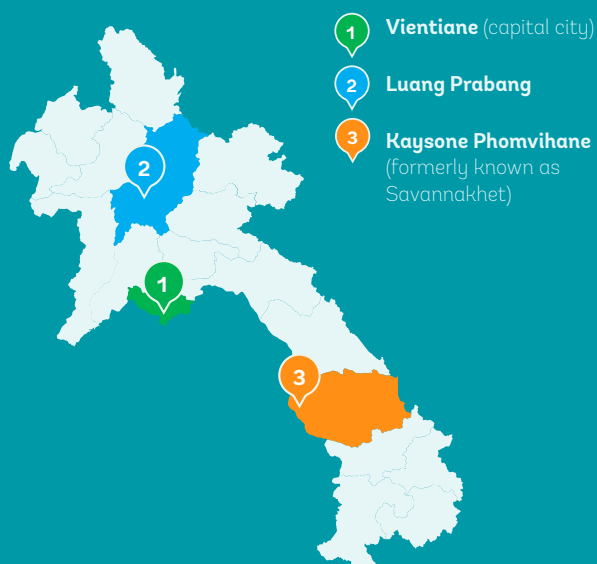 1 Vientiane (capital city)
2 Luang Prabang
3 Kaysone Phomvihane
(formerly known as
Savannakhet)
2
1
3